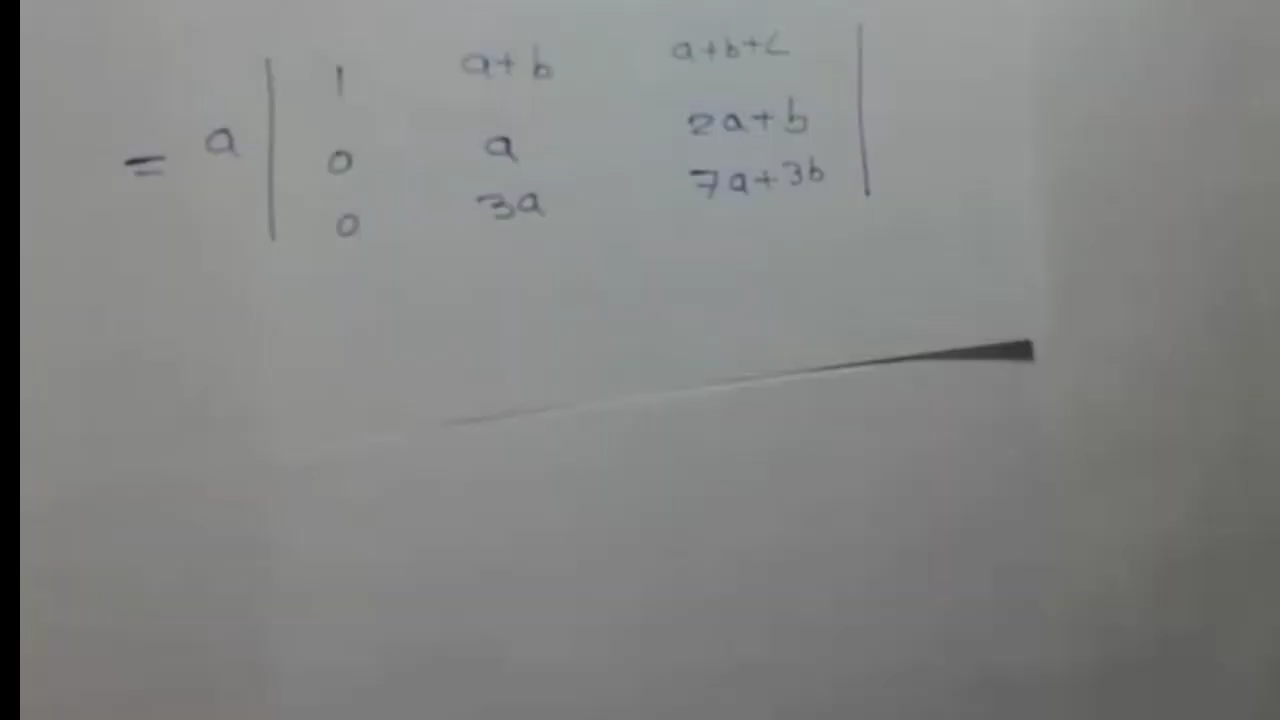 = a | 1 a+b a+b+c |
0 a 2a+b
0 3a 7a+3b